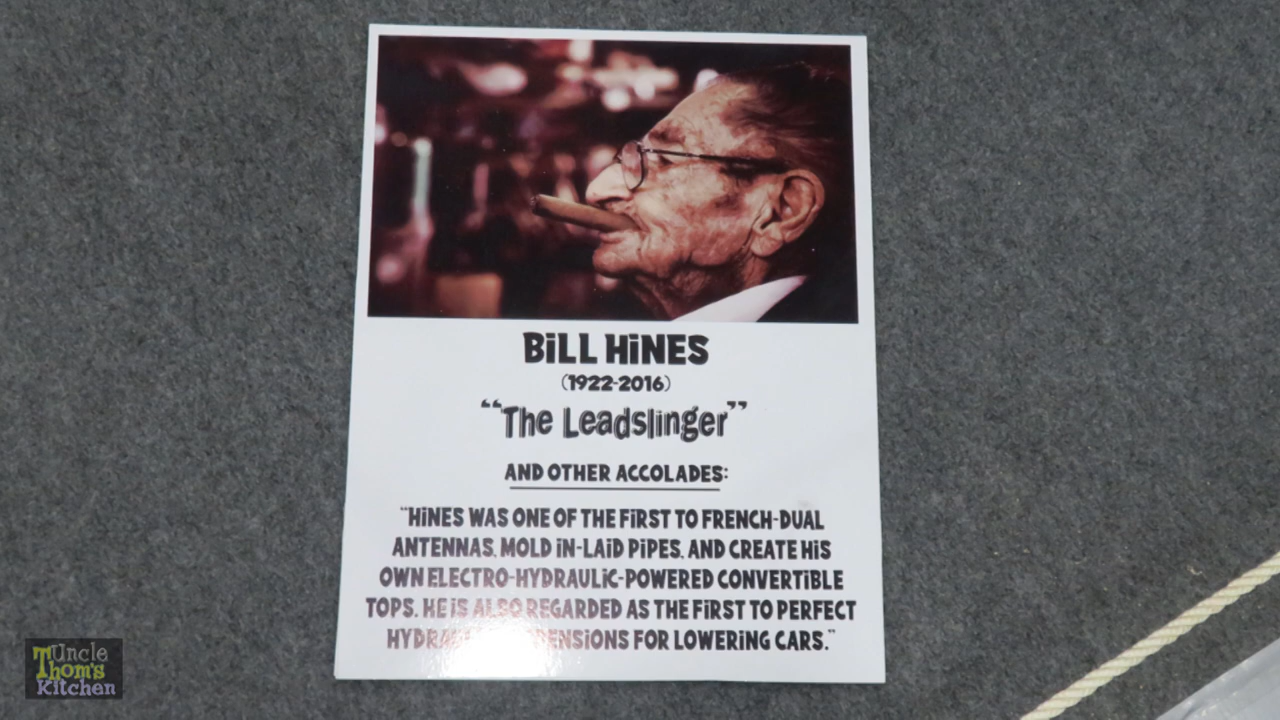 BiLL HiNES
(1922-2016)
"The Leadslinger"
AND OTHER ACCOLADES:
"HiNES WAS ONE OF THE FiRST TO FRENCH-DUAL
ANTENNAS, MOLD iN-LAiD PiPES, AND CREATE HiS
OWN ELECTRO-HYDRAULiC-POWERED CONVERTiBLE
TOPS. HE iS ALSO REGARDED AS THE FiRST TO PERFECT
FOR LOWERING CARS."
Uncle
Thom's
Kitchen